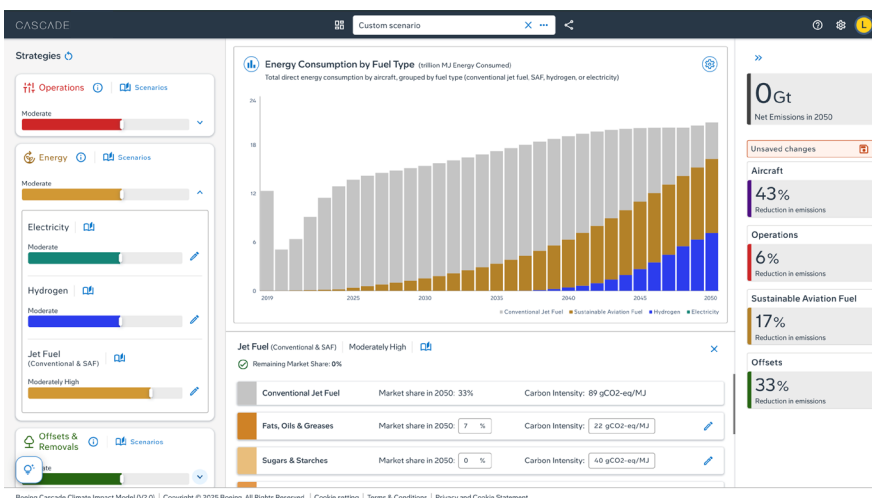 CASCADE
Custom scenario
L
Strategies
Operations
Scenarios
Moderate
Energy
Scenarios
Moderate
Electricity
Moderate
Hydrogen
Moderate
Jet Fuel
(Conventional & SAF)
Moderately High
Offsets &
Removals
Scenarios
Energy Consumption by Fuel Type (trillion MJ Energy Consumed)
Total direct energy consumption by aircraft, grouped by fuel type (conventional jet fuel, SAF, hydrogen, or electricity)
24
18
12
6
0
2019 2025 2030 2035 2040 2045 2050
Conventional Jet Fuel Sustainable Aviation Fuel Hydrogen Electricity
Jet Fuel (Conventional & SAF) Moderately High
Remaining Market Share: 0%
Conventional Jet Fuel Market share in 2050: 33% Carbon Intensity: 89 gCO2-eq/MJ
Fats, Oils & Greases Market share in 2050: 7 % Carbon Intensity: 22 gCO2-eq/MJ
Sugars & Starches Market share in 2050: 0 % Carbon Intensity: 40 gCO2-eq/MJ
0Gt
Net Emissions in 2050
Unsaved changes
Aircraft
43%
Reduction in emissions
Operations
6%
Reduction in emissions
Sustainable Aviation Fuel
17%
Reduction in emissions
Offsets
33%
Reduction in emissions
Boeing Cascade Climate Impact Model (V2.0) Copyright © 2025 Boeing. All Rights Reserved. Cookie setting Terms & Conditions Privacy and Cookie Statement